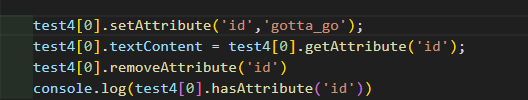 test4[0].setAttribute('id','gotta_go');
test4[0].textContent = test4[0].getAttribute('id');
test4[0].removeAttribute('id')
console.log(test4[0].hasAttribute('id'))